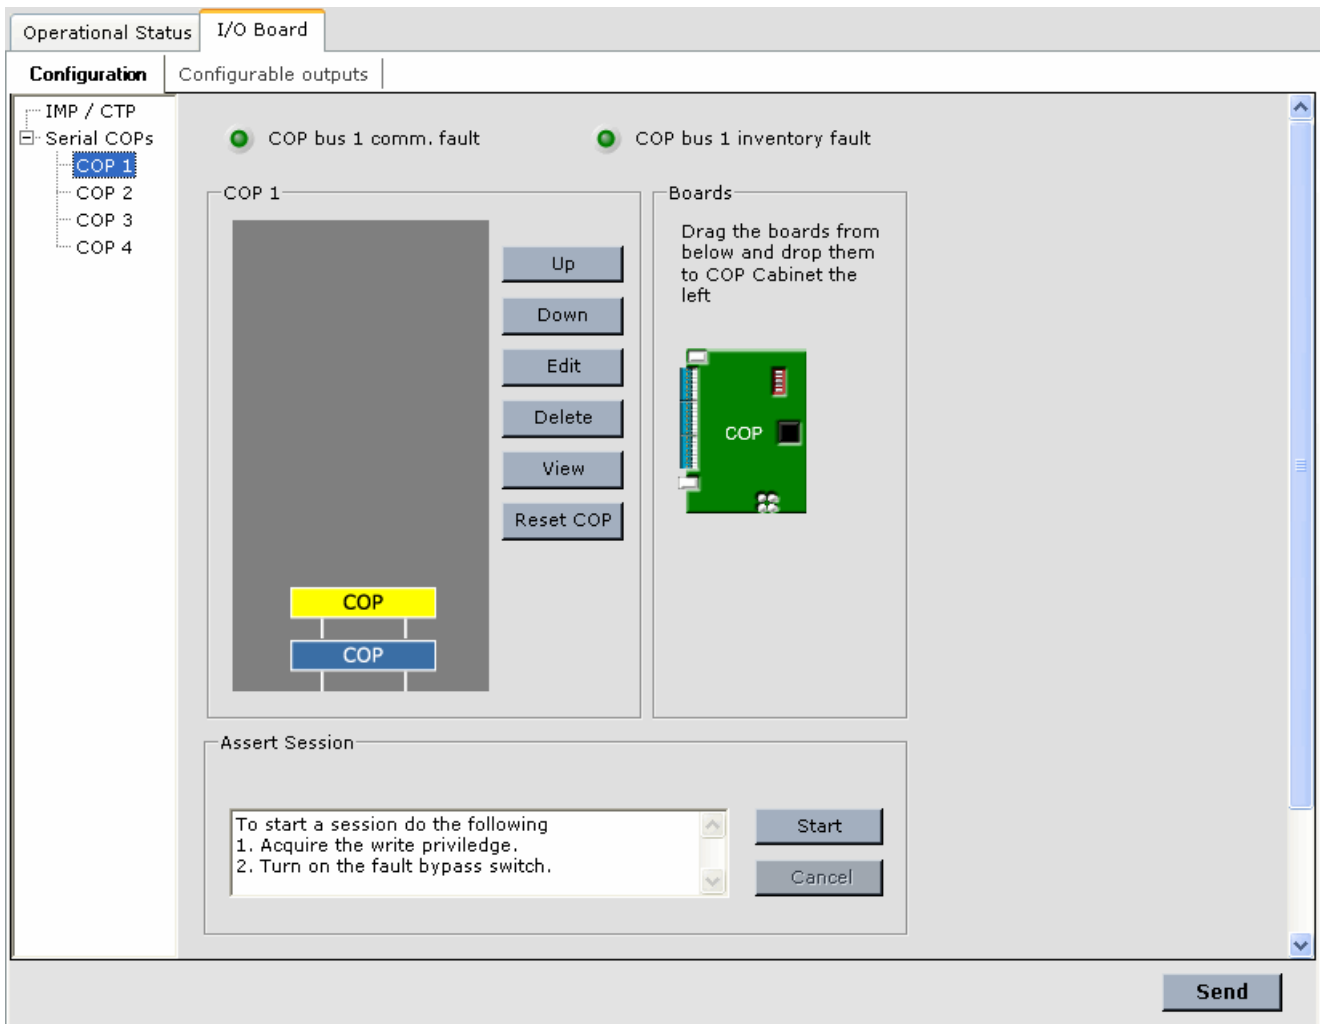 Operational Status
I/O Board
Configuration
Configurable outputs
IMP / CTP
Serial COPs
COP 1
COP 2
COP 3
COP 4
COP bus 1 comm. fault
COP bus 1 inventory fault
COP 1
Up
Down
Edit
Delete
View
Reset COP
COP
COP
Boards
Drag the boards from
below and drop them
to COP Cabinet the
left
COP
Assert Session
To start a session do the following
1. Acquire the write priviledge.
2. Turn on the fault bypass switch.
Start
Cancel
Send